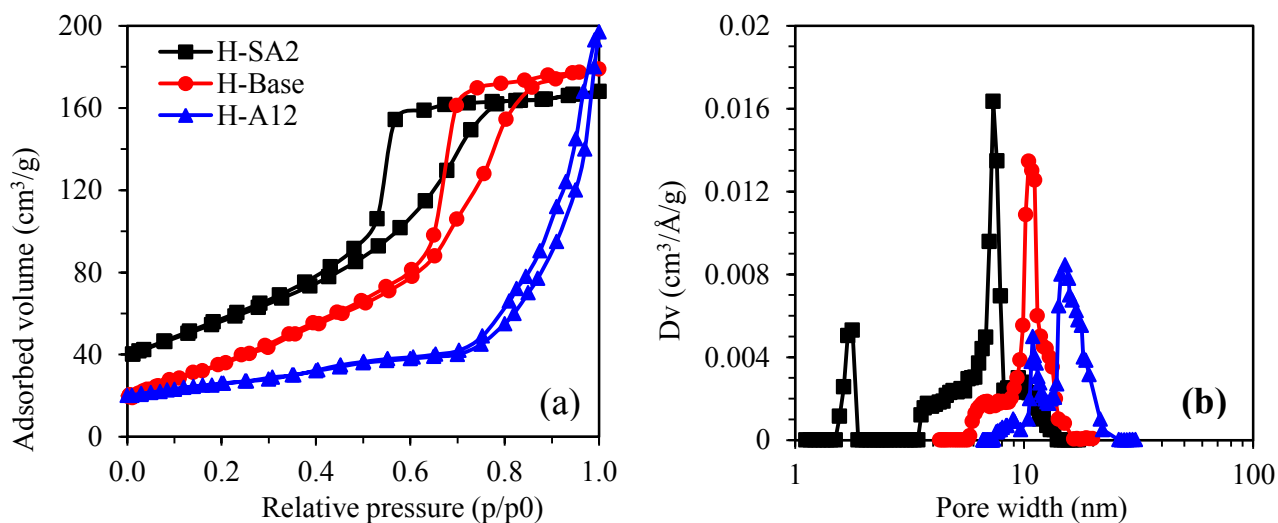 200
160
120
80
40
0
H-SA2
H-Base
H-A12
(a)
0.0 0.2 0.4 0.6 0.8 1.0
Relative pressure (p/p0)
Adsorbed volume (cm³/g)
0.02
0.016
0.012
0.008
0.004
0
(b)
1 10 100
Pore width (nm)
Dv (cm³/Å/g)